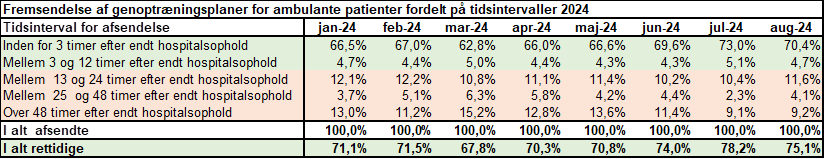 Fremsendelse af genoptræningsplaner for ambulante patienter fordelt på tidsintervaller 2024
Tidsinterval for afsendelse jan-24 feb-24 mar-24 apr-24 maj-24 jun-24 jul-24 aug-24
Inden for 3 timer efter endt hospitalsophold 66,5% 67,0% 62,8% 66,0% 66,6% 69,6% 73,0% 70,4%
Mellem 3 og 12 timer efter endt hospitalsophold 4,7% 4,4% 5,0% 4,4% 4,3% 4,3% 5,1% 4,7%
Mellem 13 og 24 timer efter endt hospitalsophold 12,1% 12,2% 10,8% 11,1% 11,4% 10,2% 10,4% 11,6%
Mellem 25 og 48 timer efter endt hospitalsophold 3,7% 5,1% 6,3% 5,8% 4,2% 4,4% 2,3% 4,1%
Over 48 timer efter endt hospitalsophold 13,0% 11,2% 15,2% 12,8% 13,6% 11,4% 9,1% 9,2%
I alt afsendte 100,0% 100,0% 100,0% 100,0% 100,0% 100,0% 100,0% 100,0%
I alt rettidige 71,1% 71,5% 67,8% 70,3% 70,8% 74,0% 78,2% 75,1%